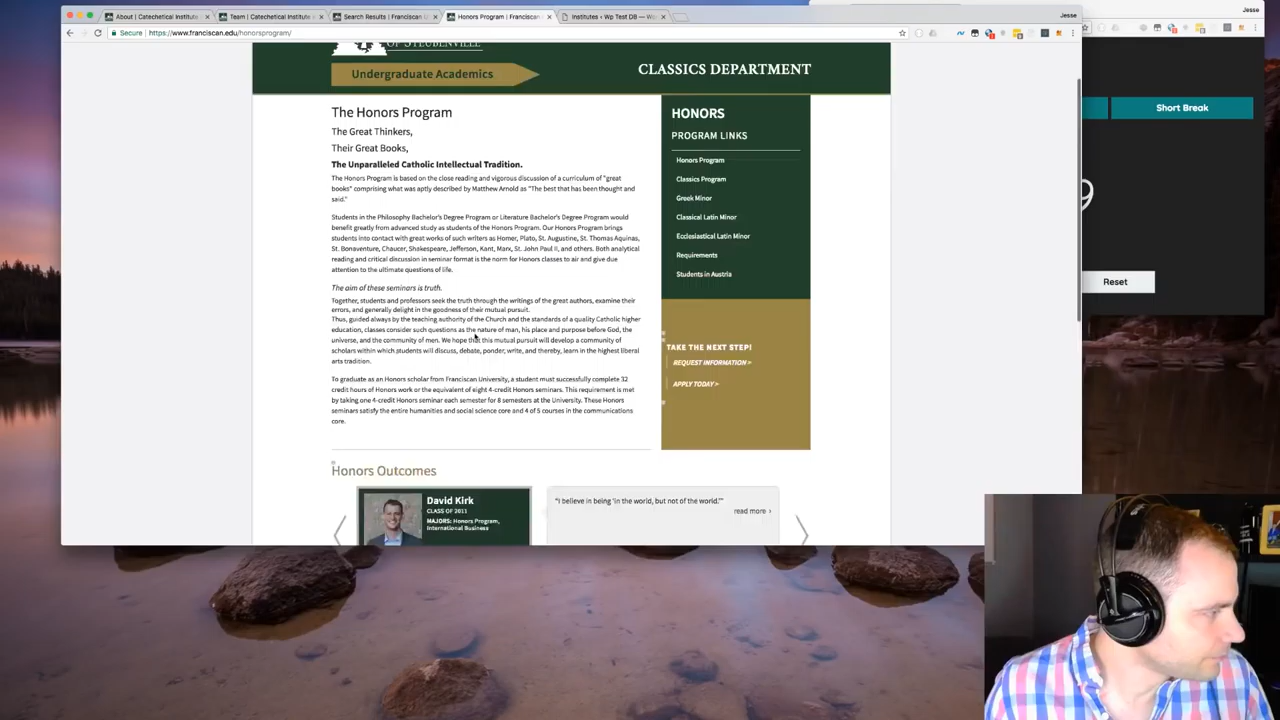 Jesse
Jesse
About | Catechetical Institute
Team | Catechetical Institute
Search Results | Franciscan U
Honors Program | Franciscan
Institutes ‹ Wp Test DB — Wo
Secure | https://www.franciscan.edu/honorsprogram/
OF STEUBENVILLE
Undergraduate Academics
CLASSICS DEPARTMENT
The Honors Program
The Great Thinkers,
Their Great Books,
The Unparalleled Catholic Intellectual Tradition.
The Honors Program is based on the close reading and vigorous discussion of a curriculum of "great
books" comprising what was aptly described by Matthew Arnold as "The best that has been thought and
said."
Students in the Philosophy Bachelor's Degree Program or Literature Bachelor's Degree Program would
benefit greatly from advanced study as students of the Honors Program. Our Honors Program brings
students into contact with great works of such writers as Homer, Plato, St. Augustine, St. Thomas Aquinas,
St. Bonaventure, Chaucer, Shakespeare, Jefferson, Kant, Marx, St. John Paul II, and others. Both analytical
reading and critical discussion in seminar format is the norm for Honors classes to air and give due
attention to the ultimate questions of life.
The aim of these seminars is truth.
Together, students and professors seek the truth through the writings of the great authors, examine their
errors, and generally delight in the goodness of their mutual pursuit.
Thus, guided always by the teaching authority of the Church and the standards of a quality Catholic higher
education, classes consider such questions as the nature of man, his place and purpose before God, the
universe, and the community of men. We hope that this mutual pursuit will develop a community of
scholars within which students will discuss, debate, ponder, write, and thereby, learn in the highest liberal
arts tradition.
To graduate as an Honors scholar from Franciscan University, a student must successfully complete 32
credit hours of Honors work or the equivalent of eight 4-credit Honors seminars. This requirement is met
by taking one 4-credit Honors seminar each semester for 8 semesters at the University. These Honors
seminars satisfy the entire humanities and social science core and 4 of 5 courses in the communications
core.
HONORS
PROGRAM LINKS
Honors Program
Classics Program
Greek Minor
Classical Latin Minor
Ecclesiastical Latin Minor
Requirements
Students in Austria
TAKE THE NEXT STEP!
REQUEST INFORMATION >
APPLY TODAY >
Honors Outcomes
David Kirk
CLASS OF 2011
MAJORS: Honors Program,
International Business
"I believe in being 'in the world, but not of the world.'"
read more ›
Short Break
Reset